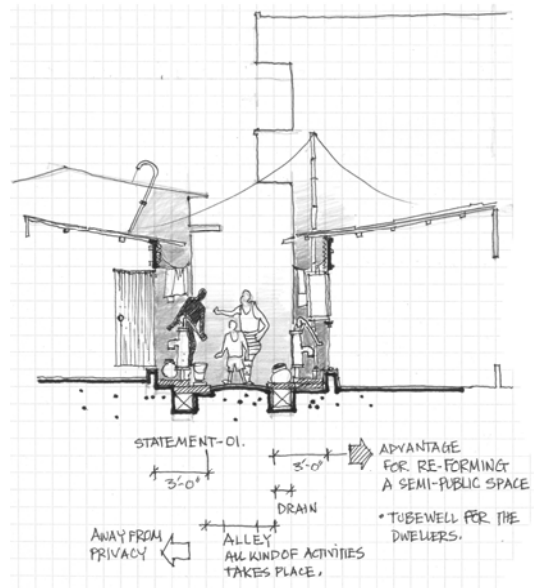 STATEMENT-01.
3'-0"
3'-0"
ADVANTAGE
FOR RE-FORMING
A SEMI-PUBLIC SPACE
• TUBEWELL FOR THE
DWELLERS.
DRAIN
AWAY FROM
PRIVACY
ALLEY
ALL KIND OF ACTIVITIES
TAKES PLACE.